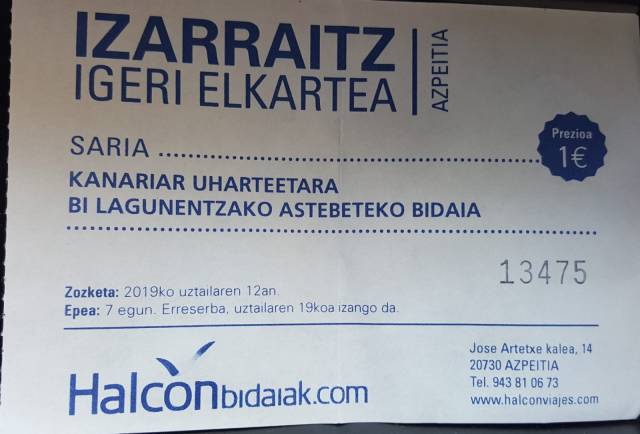 IZARRAITZ
IGERI ELKARTEA
AZPEITIA
SARIA ........................................
Prezioa
1€
KANARIAR UHARTEETARA
BI LAGUNENTZAKO ASTEBETEKO BIDAIA
13475
Zozketa: 2019ko uztailaren 12an.
Epea: 7 egun. Erreserba, uztailaren 19koa izango da.
Halcónbidaiak.com
Jose Artetxe kalea, 14
20730 AZPEITIA
Tel. 943 81 06 73
www.halconviajes.com